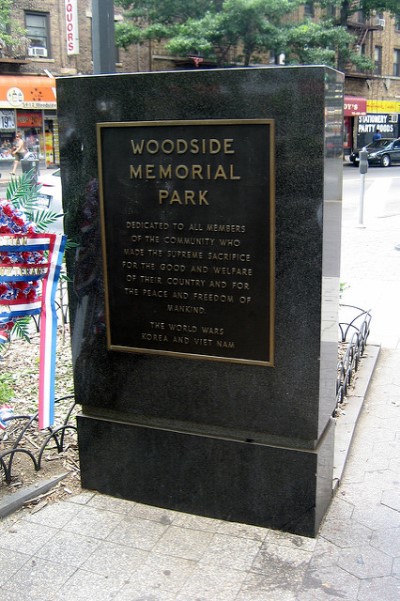 LIQUORS
WOODSIDE
MEMORIAL
PARK
DEDICATED TO ALL MEMBERS
OF THE COMMUNITY WHO
MADE THE SUPREME SACRIFICE
FOR THE GOOD AND WELFARE
OF THEIR COUNTRY AND FOR
THE PEACE AND FREEDOM OF
MANKIND
THE WORLD WARS
KOREA AND VIET NAM
STATIONERY
PARTY GOODS